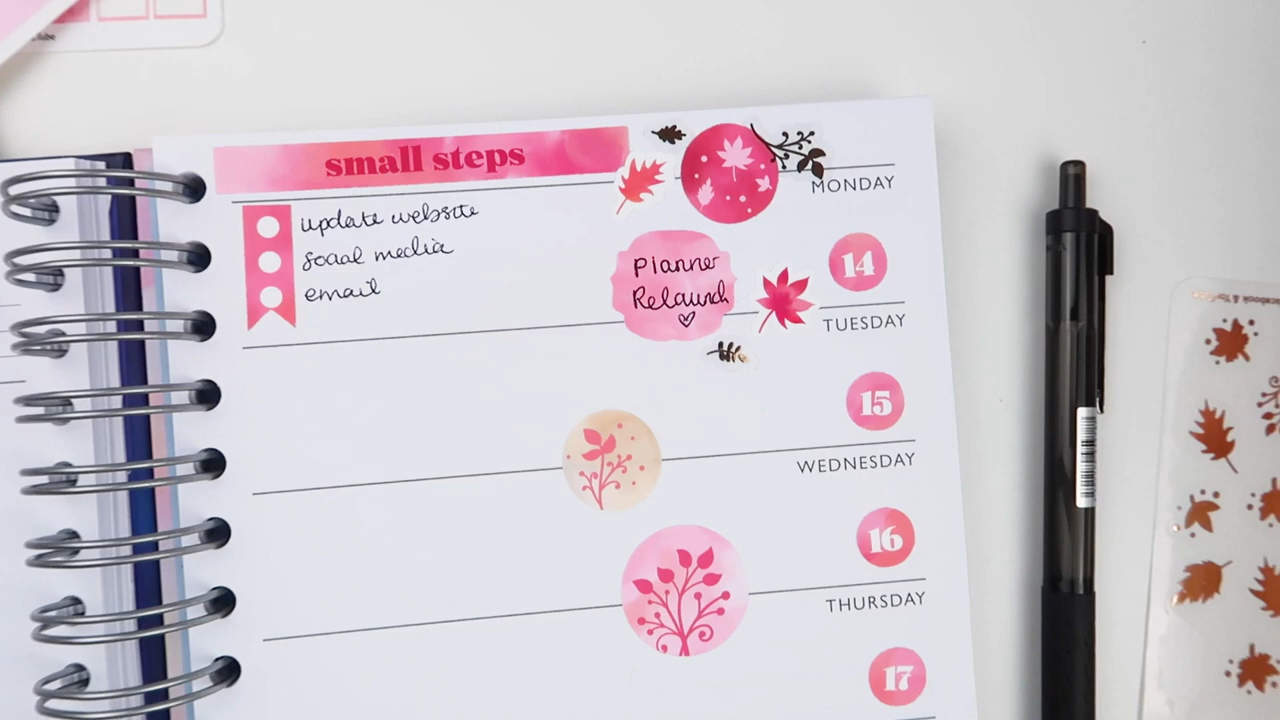 small steps
MONDAY
update website
social media
email
Planner
Relaunch
14
TUESDAY
15
WEDNESDAY
16
THURSDAY
17